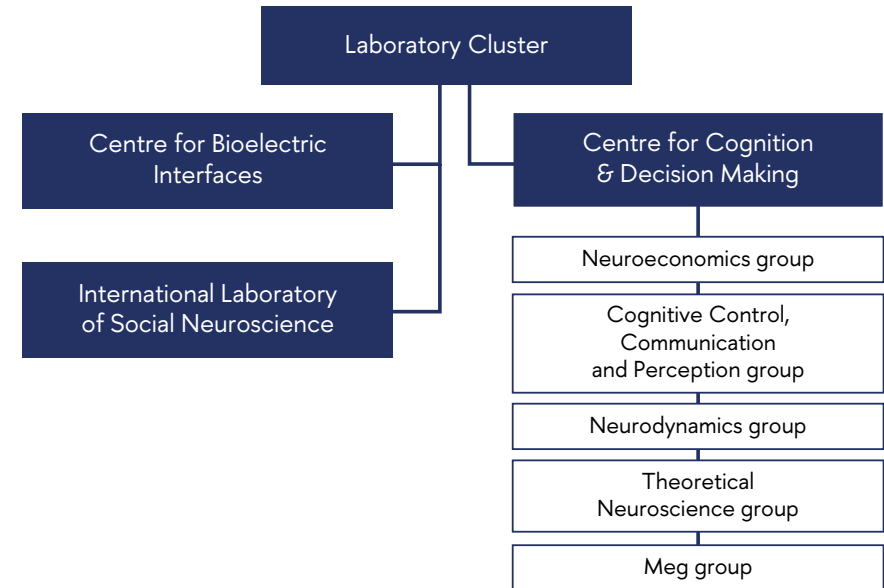 Laboratory Cluster
Centre for Bioelectric
Interfaces
International Laboratory
of Social Neuroscience
Centre for Cognition
& Decision Making
Neuroeconomics group
Cognitive Control,
Communication
and Perception group
Neurodynamics group
Theoretical
Neuroscience group
Meg group